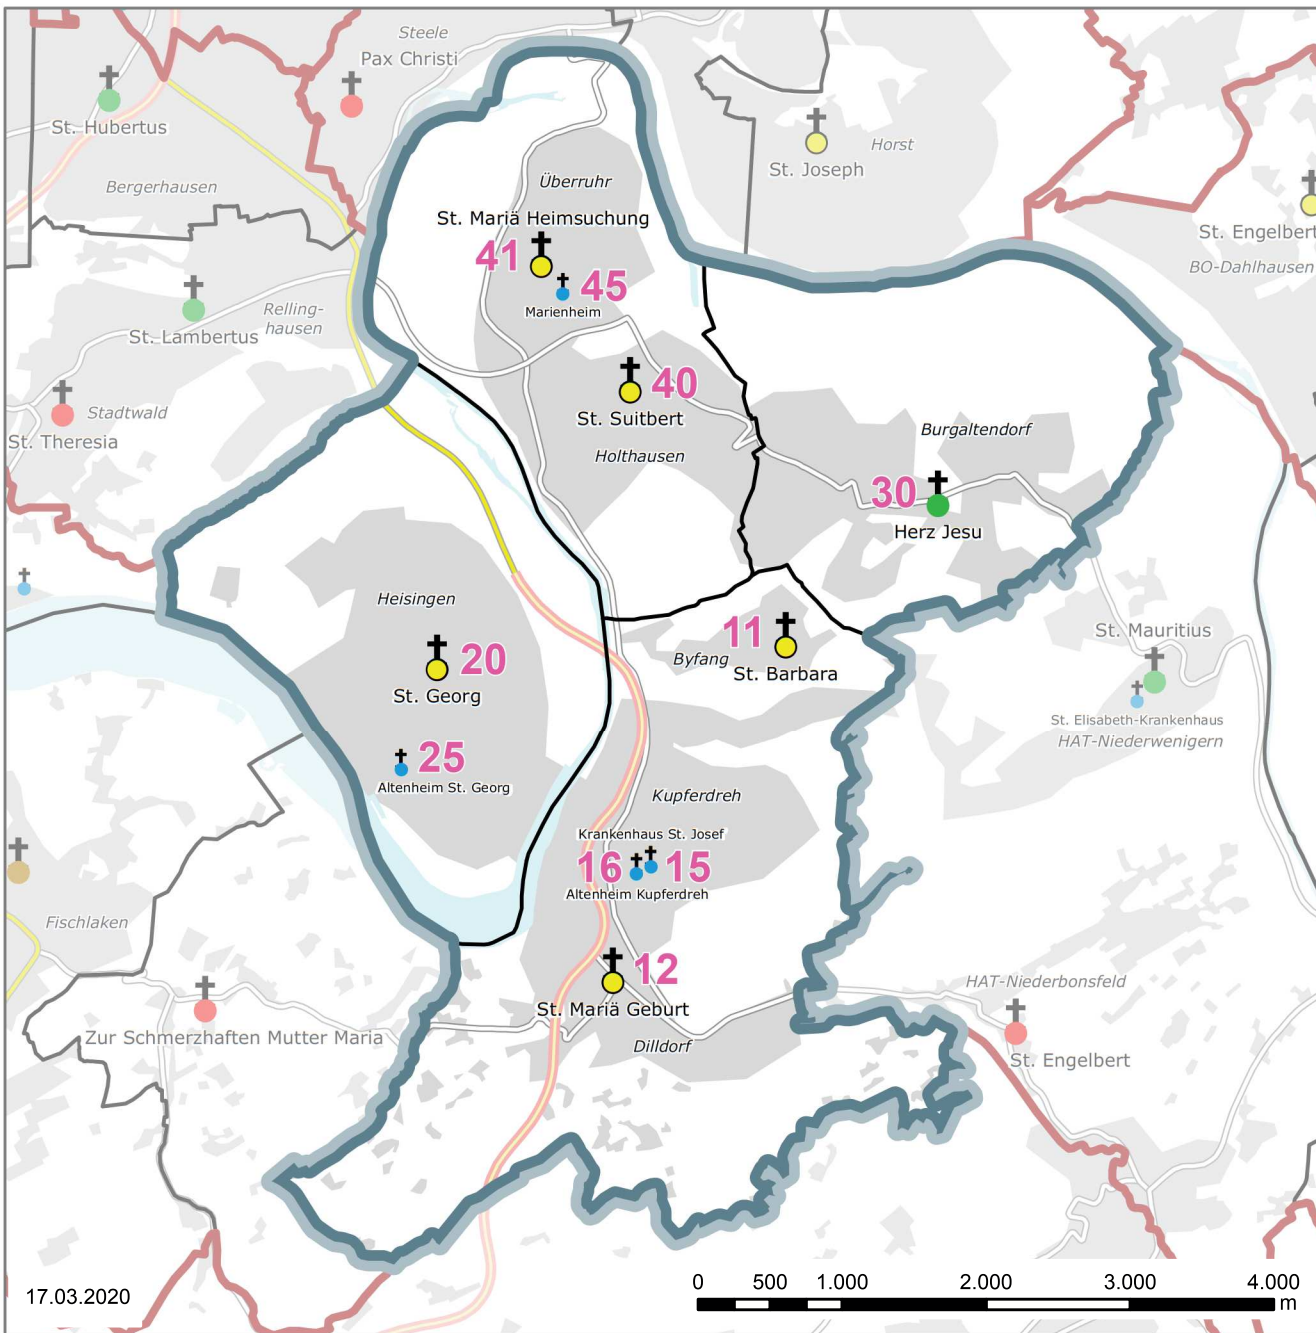 Steele
Pax Christi
St. Hubertus
Bergerhausen
St. Joseph
Horst
Überruhr
St. Mariä Heimsuchung
41
45
Marienheim
St. Engelbert
BO-Dahlhausen
St. Lambertus
Relling-
hausen
Stadtwald
St. Theresia
40
St. Suitbert
Holthausen
Burgaltendorf
30
Herz Jesu
Heisingen
20
St. Georg
25
Altenheim St. Georg
11
Byfang
St. Barbara
St. Mauritius
St. Elisabeth-Krankenhaus
HAT-Niederwenigern
Kupferdreh
Krankenhaus St. Josef
16
15
Altenheim Kupferdreh
Fischlaken
12
St. Mariä Geburt
Dilldorf
Zur Schmerzhaften Mutter Maria
HAT-Niederbonsfeld
St. Engelbert
17.03.2020
0 500 1.000 2.000 3.000 4.000
m